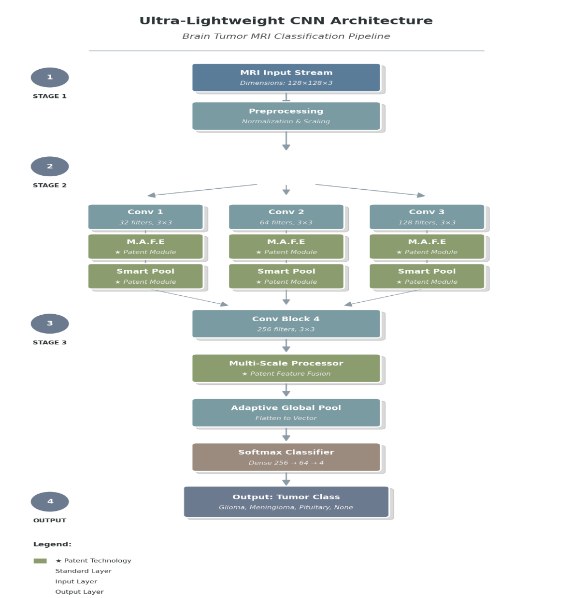 Ultra-Lightweight CNN Architecture
Brain Tumor MRI Classification Pipeline
1
STAGE 1
MRI Input Stream
Dimensions: 128×128×3
Preprocessing
Normalization & Scaling
2
STAGE 2
Conv 1 Conv 2 Conv 3
32 filters, 3×3 64 filters, 3×3 128 filters, 3×3
M.A.F.E M.A.F.E M.A.F.E
★ Patent Module ★ Patent Module ★ Patent Module
Smart Pool Smart Pool Smart Pool
★ Patent Module ★ Patent Module ★ Patent Module
3
STAGE 3
Conv Block 4
256 filters, 3×3
Multi-Scale Processor
★ Patent Feature Fusion
Adaptive Global Pool
Flatten to Vector
Softmax Classifier
Dense 256 → 64 → 4
4
OUTPUT
Output: Tumor Class
Glioma, Meningioma, Pituitary, None
Legend:
★ Patent Technology
Standard Layer
Input Layer
Output Layer